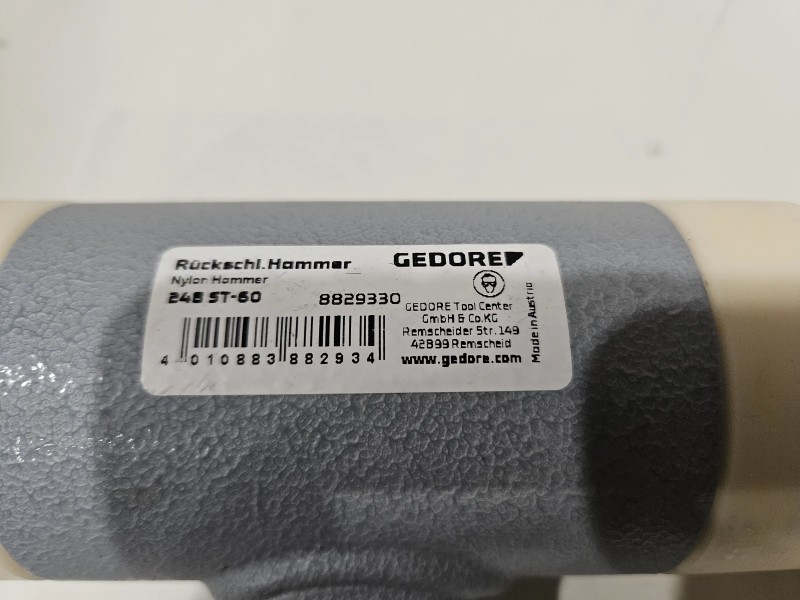 Rückschl.Hammer
Nylon Hammer
248 ST-60 8829330
4 010883 882934
GEDORE
GEDORE Tool Center
GmbH & Co.KG
Remscheider Str. 149
42899 Remscheid
www.gedore.com
Made in Austria